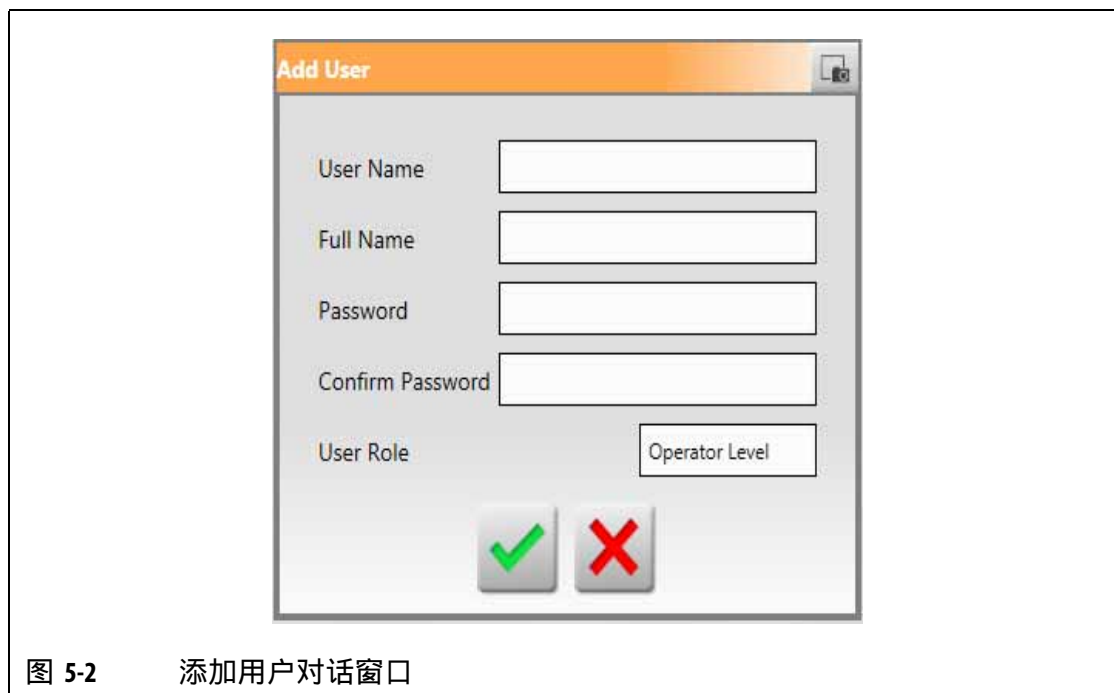 Add User
User Name
Full Name
Password
Confirm Password
User Role
Operator Level
图 5-2 添加用户对话窗口